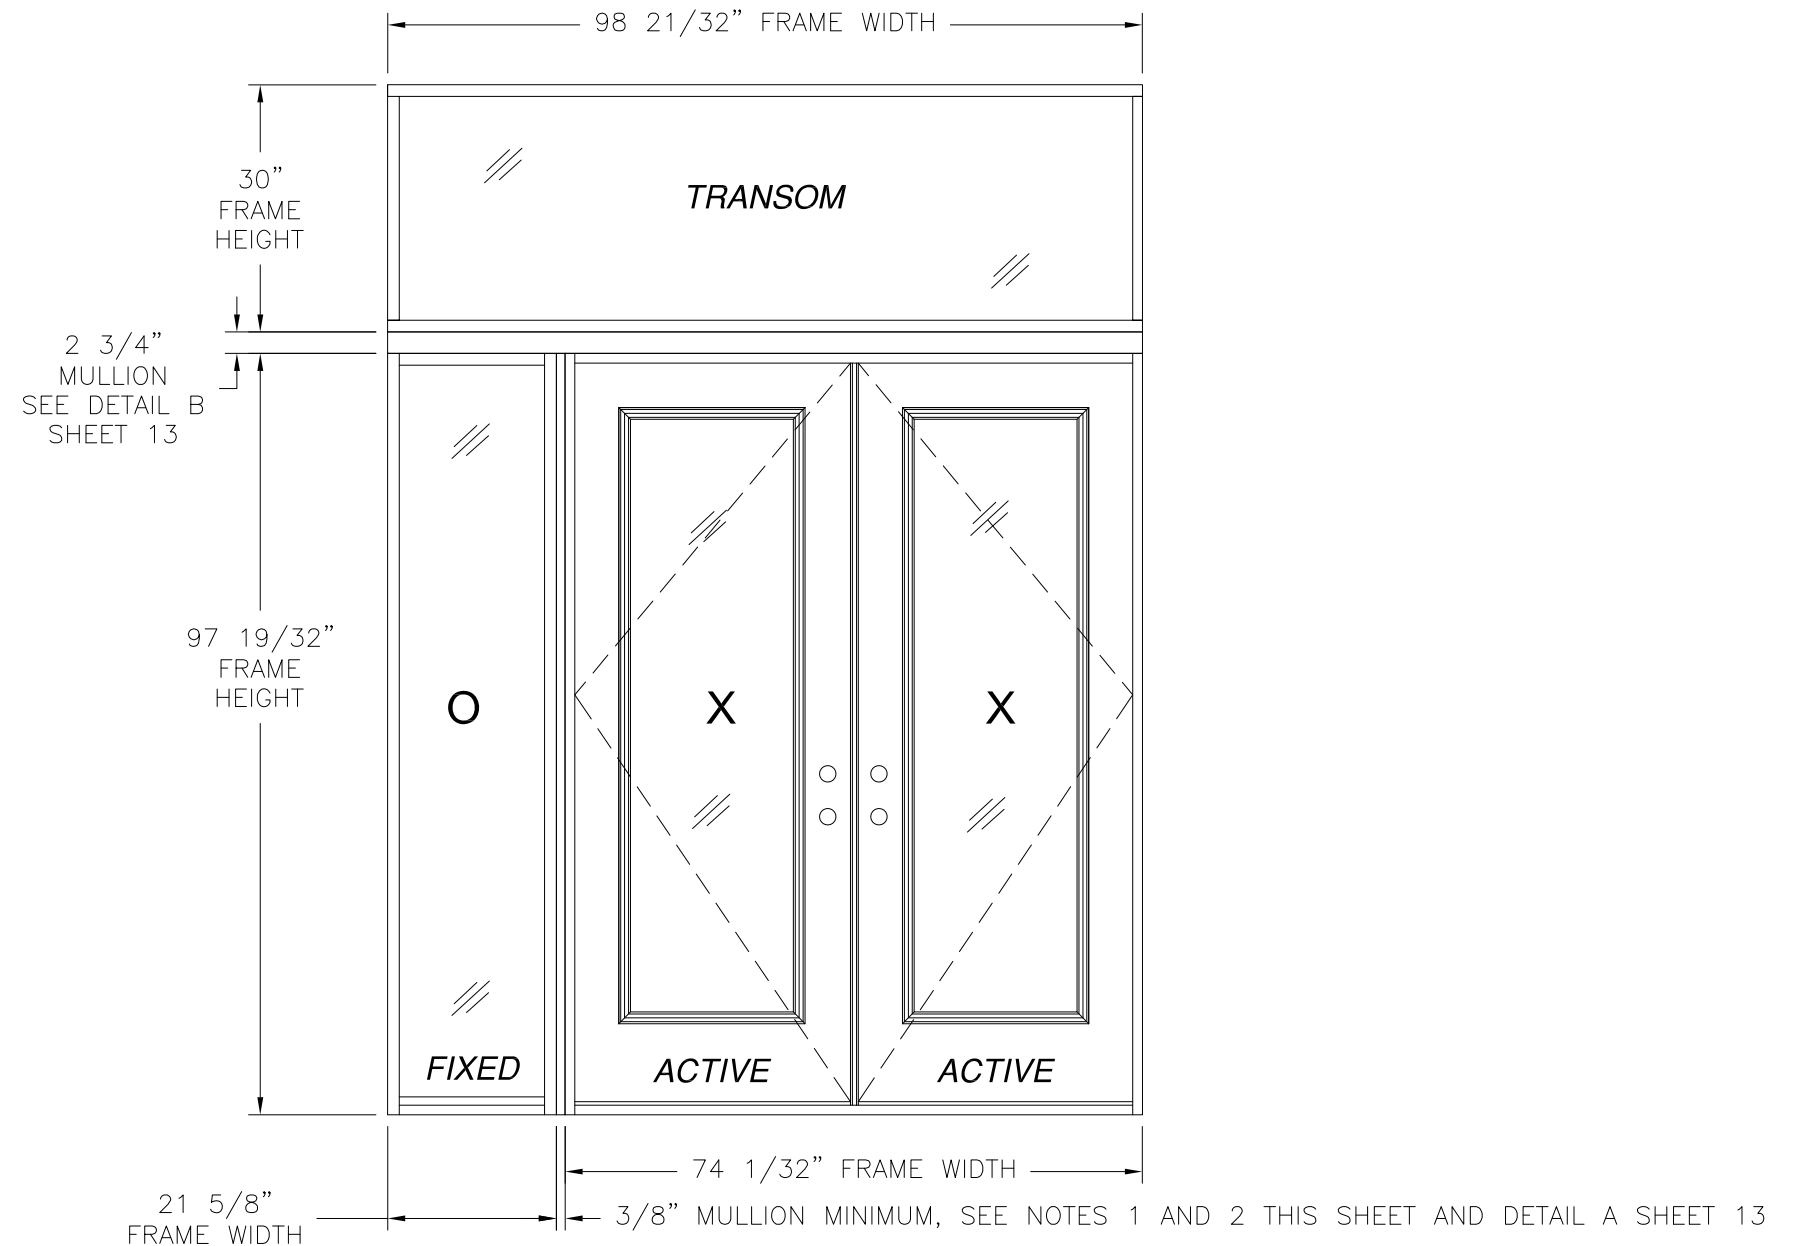 98 21/32” FRAME WIDTH
30”
FRAME
HEIGHT
TRANSOM
2 3/4”
MULLION
SEE DETAIL B
SHEET 13
97 19/32”
FRAME
HEIGHT
O
X
X
FIXED
ACTIVE
ACTIVE
74 1/32” FRAME WIDTH
21 5/8”
FRAME WIDTH
3/8” MULLION MINIMUM, SEE NOTES 1 AND 2 THIS SHEET AND DETAIL A SHEET 13